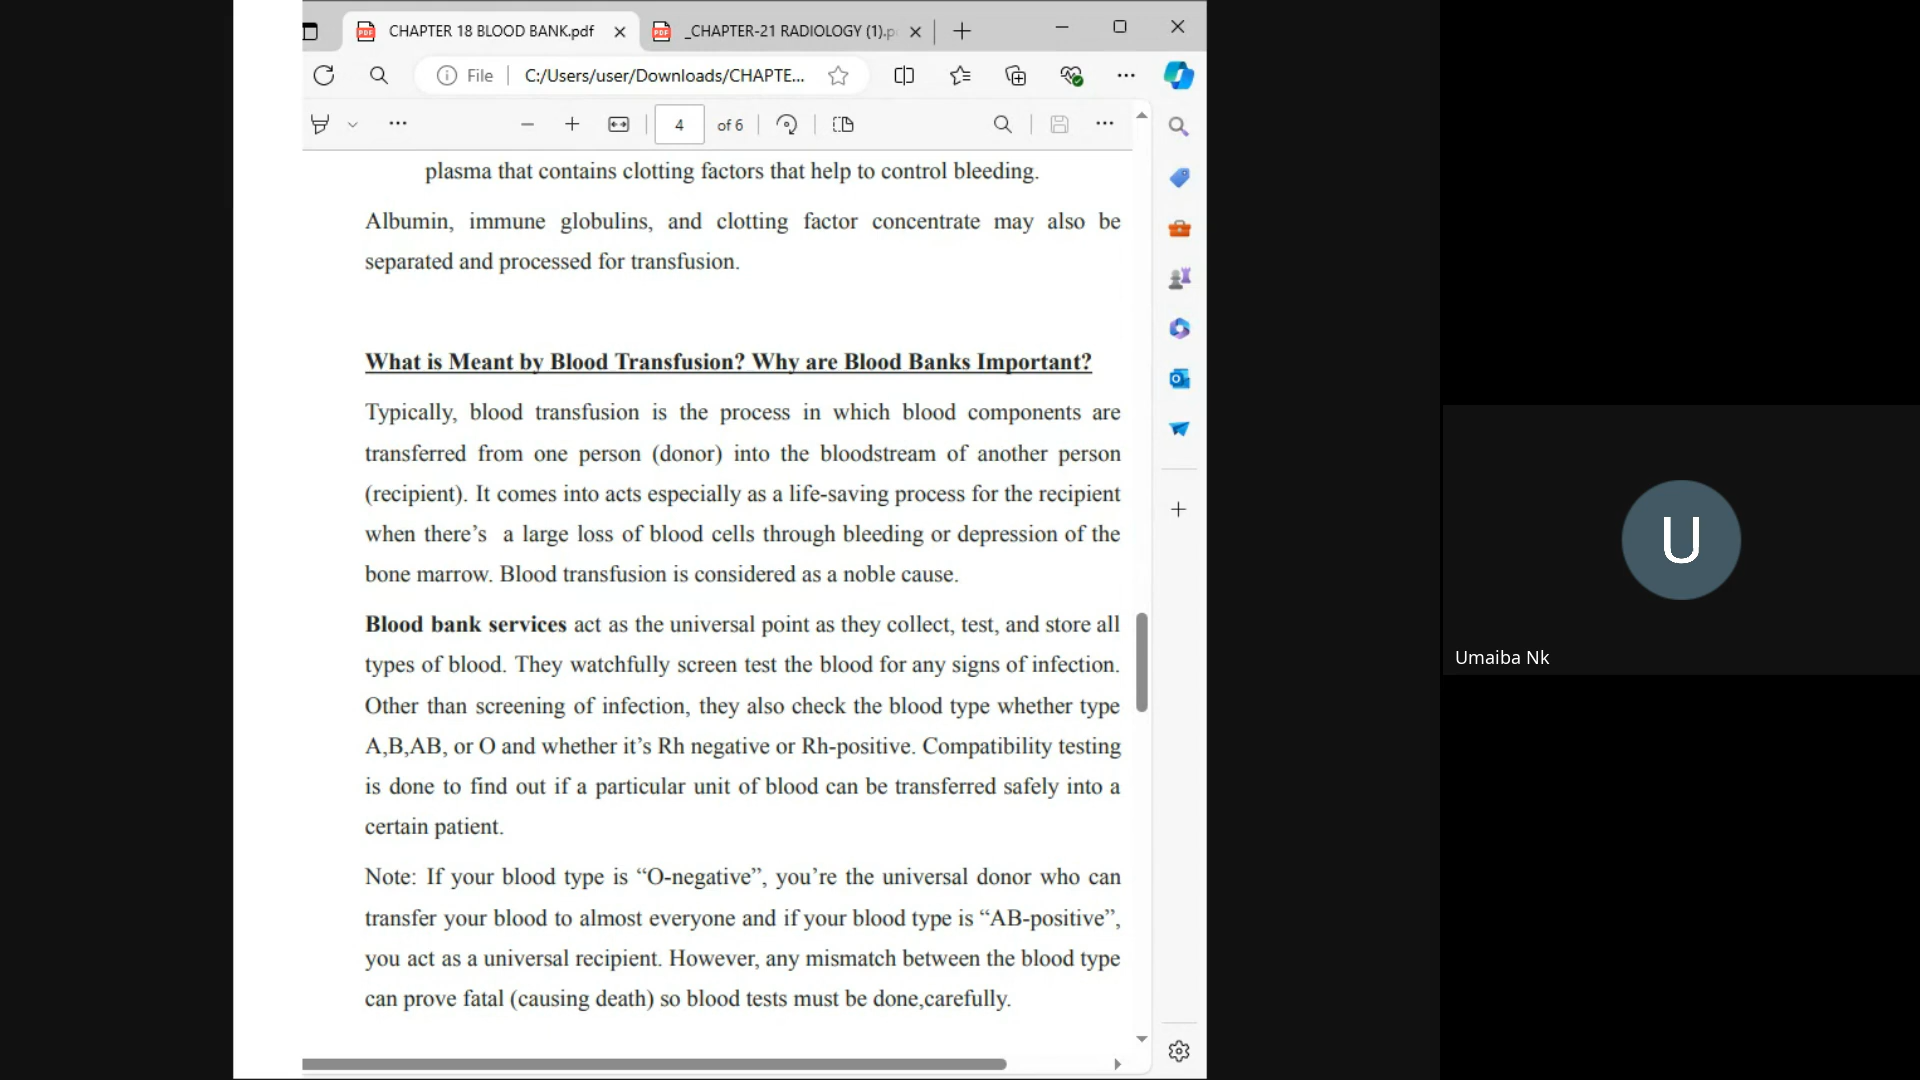 CHAPTER 18 BLOOD BANK.pdf
_CHAPTER-21 RADIOLOGY (1).p
File
C:/Users/user/Downloads/CHAPTE...
4
of 6
plasma that contains clotting factors that help to control bleeding.
Albumin, immune globulins, and clotting factor concentrate may also be
separated and processed for transfusion.
What is Meant by Blood Transfusion? Why are Blood Banks Important?
Typically, blood transfusion is the process in which blood components are
transferred from one person (donor) into the bloodstream of another person
(recipient). It comes into acts especially as a life-saving process for the recipient
when there’s a large loss of blood cells through bleeding or depression of the
bone marrow. Blood transfusion is considered as a noble cause.
Blood bank services act as the universal point as they collect, test, and store all
types of blood. They watchfully screen test the blood for any signs of infection.
Other than screening of infection, they also check the blood type whether type
A,B,AB, or O and whether it’s Rh negative or Rh-positive. Compatibility testing
is done to find out if a particular unit of blood can be transferred safely into a
certain patient.
Note: If your blood type is “O-negative”, you’re the universal donor who can
transfer your blood to almost everyone and if your blood type is “AB-positive”,
you act as a universal recipient. However, any mismatch between the blood type
can prove fatal (causing death) so blood tests must be done,carefully.
U
Umaiba Nk